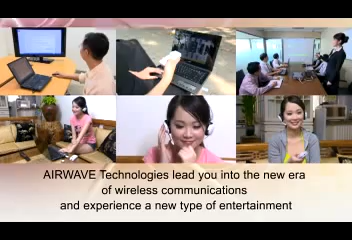 AIRWAVE Technologies lead you into the new era
of wireless communications
and experience a new type of entertainment